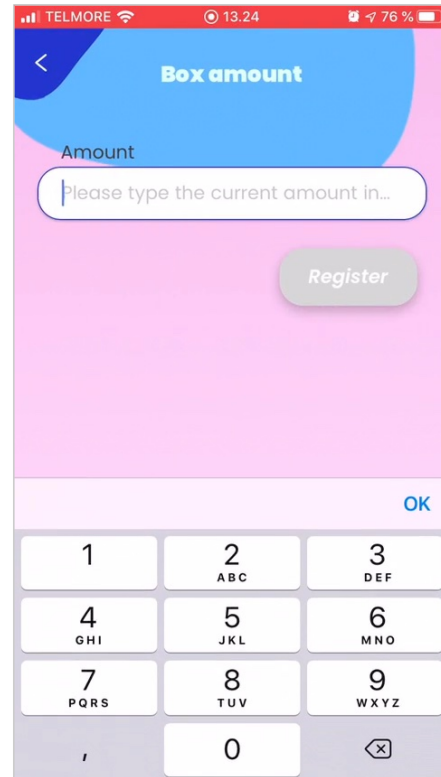 TELMORE 13.24 76 %
Box amount
Amount
Please type the current amount in...
Register
OK
1 2 3
ABC DEF
4 5 6
GHI JKL MNO
7 8 9
PQRS TUV WXYZ
, 0